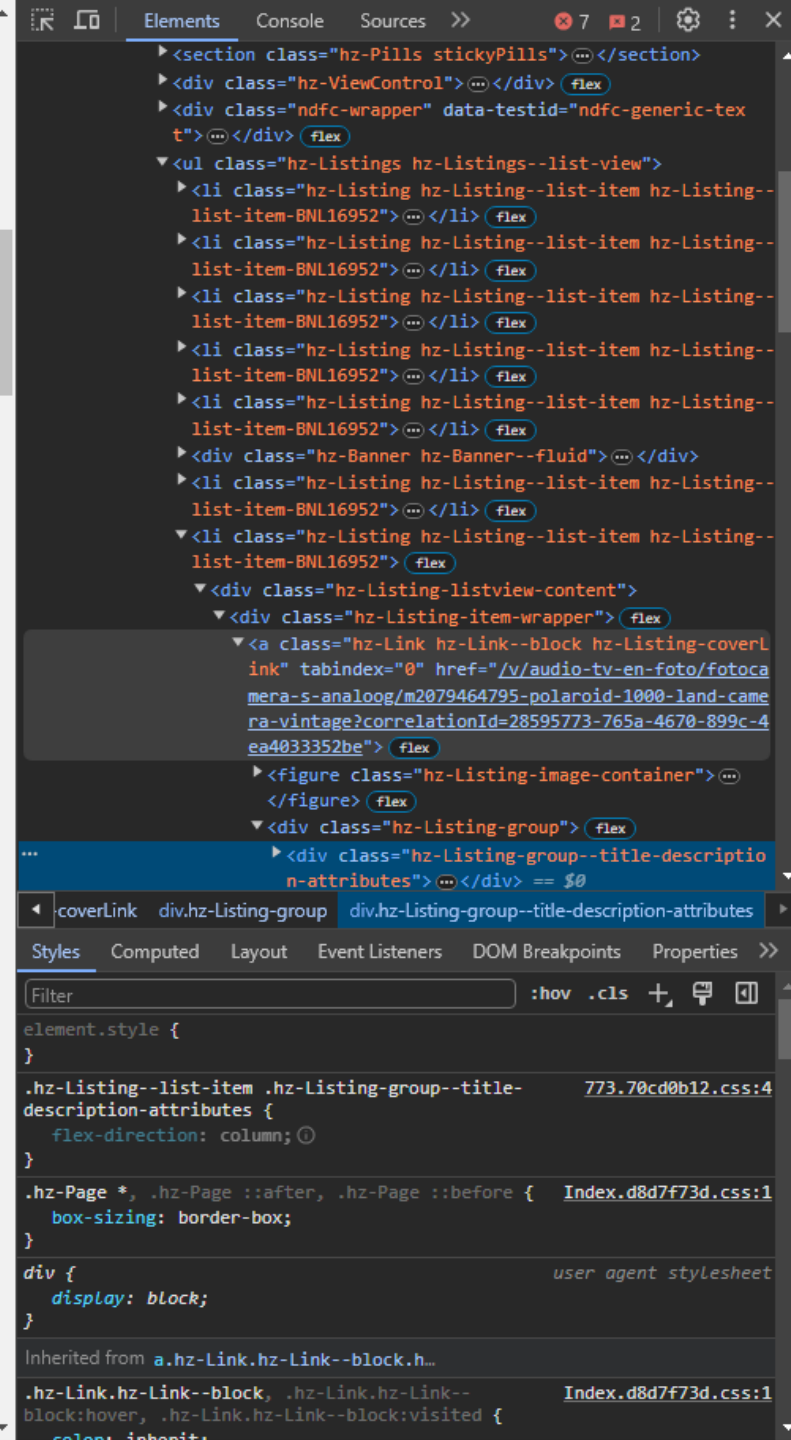 Elements Console Sources 7 2
<section class="hz-Pills stickyPills">…</section>
<div class="hz-ViewControl">…</div> flex
<div class="ndfc-wrapper" data-testid="ndfc-generic-tex
t">…</div> flex
<ul class="hz-Listings hz-Listings--list-view">
<li class="hz-Listing hz-Listing--list-item hz-Listing--
list-item-BNL16952">…</li> flex
<li class="hz-Listing hz-Listing--list-item hz-Listing--
list-item-BNL16952">…</li> flex
<li class="hz-Listing hz-Listing--list-item hz-Listing--
list-item-BNL16952">…</li> flex
<li class="hz-Listing hz-Listing--list-item hz-Listing--
list-item-BNL16952">…</li> flex
<li class="hz-Listing hz-Listing--list-item hz-Listing--
list-item-BNL16952">…</li> flex
<div class="hz-Banner hz-Banner--fluid">…</div>
<li class="hz-Listing hz-Listing--list-item hz-Listing--
list-item-BNL16952">…</li> flex
<li class="hz-Listing hz-Listing--list-item hz-Listing--
list-item-BNL16952"> flex
<div class="hz-Listing-listview-content">
<div class="hz-Listing-item-wrapper"> flex
<a class="hz-Link hz-Link--block hz-Listing-coverL
ink" tabindex="0" href="/v/audio-tv-en-foto/fotoca
mera-s-analoog/m2079464795-polaroid-1000-land-came
ra-vintage?correlationId=28595773-765a-4670-899c-4
ea4033352be"> flex
<figure class="hz-Listing-image-container">…
</figure> flex
<div class="hz-Listing-group"> flex
… <div class="hz-Listing-group--title-descriptio
n-attributes">…</div> == $0
-coverLink div.hz-Listing-group div.hz-Listing-group--title-description-attributes
Styles Computed Layout Event Listeners DOM Breakpoints Properties
Filter :hov .cls
element.style {
}
.hz-Listing--list-item .hz-Listing-group--title- 773.70cd0b12.css:4
description-attributes {
flex-direction: column;
}
.hz-Page *, .hz-Page ::after, .hz-Page ::before { Index.d8d7f73d.css:1
box-sizing: border-box;
}
div { user agent stylesheet
display: block;
}
Inherited from a.hz-Link.hz-Link--block.h…
.hz-Link.hz-Link--block, .hz-Link.hz-Link-- Index.d8d7f73d.css:1
block:hover, .hz-Link.hz-Link--block:visited {
color: inherit;